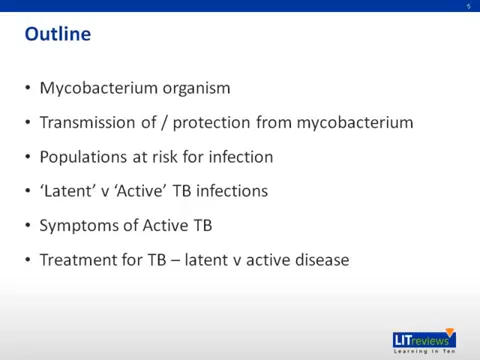 5
Outline
• Mycobacterium organism
• Transmission of / protection from mycobacterium
• Populations at risk for infection
• ‘Latent’ v ‘Active’ TB infections
• Symptoms of Active TB
• Treatment for TB – latent v active disease
LITreviews
Learning in Ten